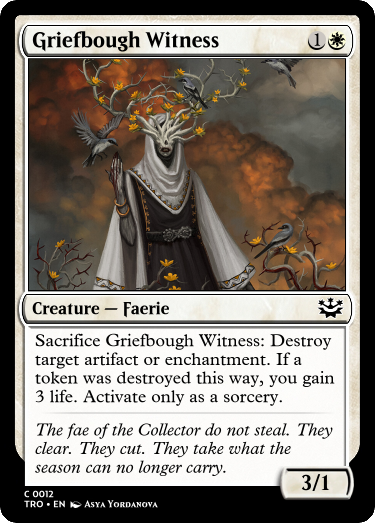 Griefbough Witness 1
Creature — Faerie
Sacrifice Griefbough Witness: Destroy
target artifact or enchantment. If a
token was destroyed this way, you gain
3 life. Activate only as a sorcery.
The fae of the Collector do not steal. They
clear. They cut. They take what the
season can no longer carry.
3/1
C 0012
TRO • EN Asya Yordanova